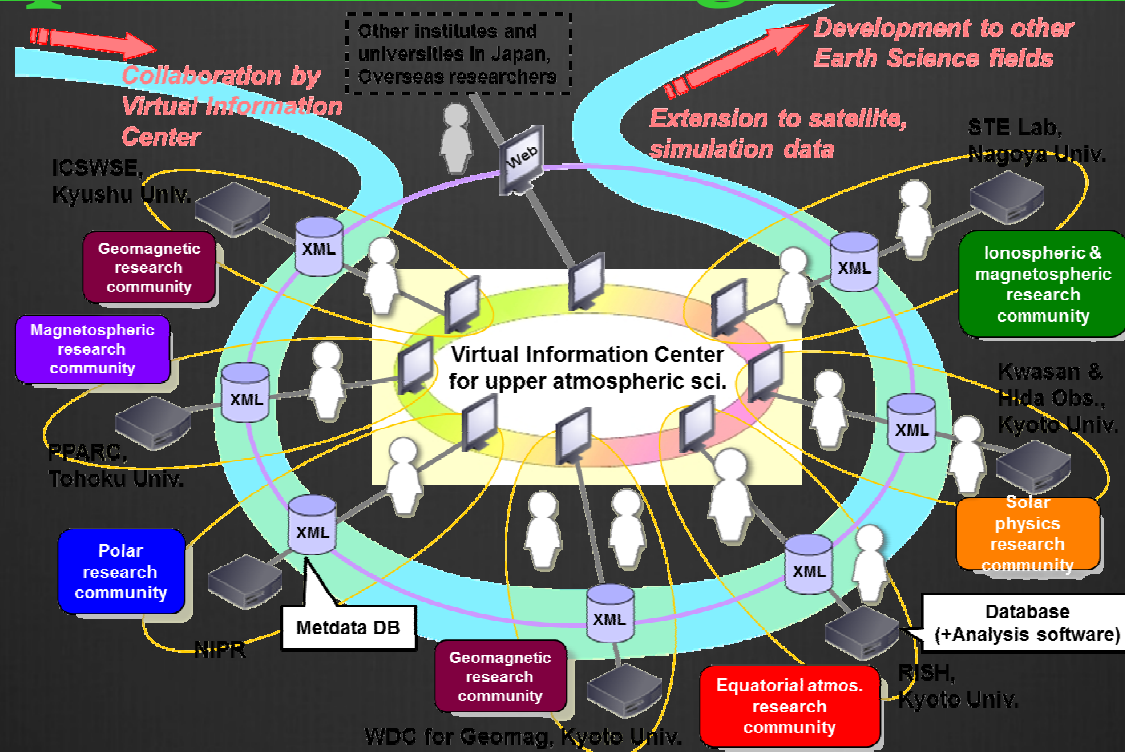 Other institutes and
universities in Japan,
Overseas researchers
Development to other
Earth Science fields
Collaboration by
Virtual Information
Center
Extension to satellite,
simulation data
STE Lab,
Nagoya Univ.
Web
ICSWSE,
Kyushu Univ.
XML
XML
Geomagnetic
research
community
Ionospheric &
magnetospheric
research
community
Magnetospheric
research
community
Virtual Information Center
for upper atmospheric sci.
Kwasan &
Hida Obs.,
Kyoto Univ.
XML
XML
PPARC,
Tohoku Univ.
Solar
physics
research
community
XML
Polar
research
community
XML
Metdata DB
Database
(+Analysis software)
XML
NIPR
Geomagnetic
research
community
Equatorial atmos.
research
community
RISH,
Kyoto Univ.
WDC for Geomag, Kyoto Univ.